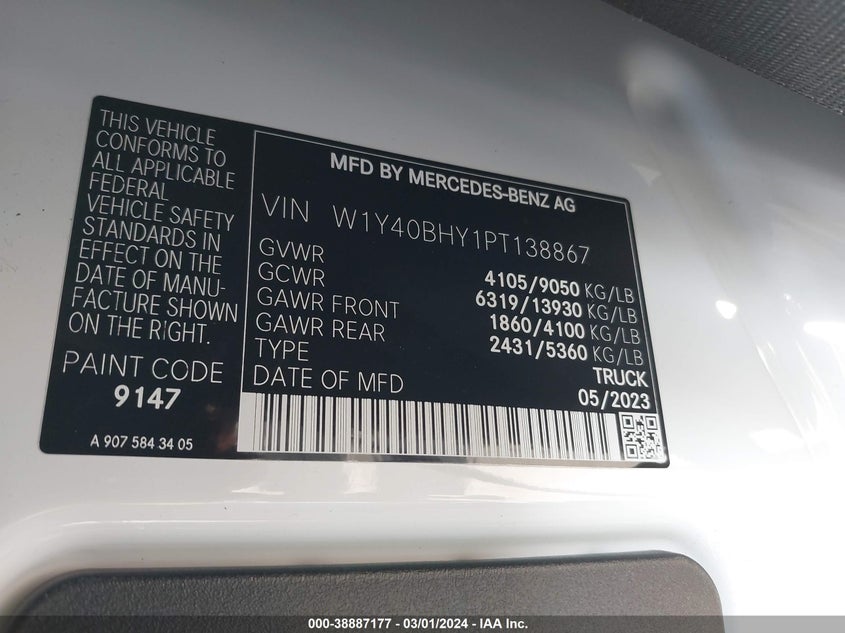 THIS VEHICLE
CONFORMS TO
ALL APPLICABLE
FEDERAL
VEHICLE SAFETY
STANDARDS IN
EFFECT ON THE
DATE OF MANU-
FACTURE SHOWN
ON THE RIGHT.
PAINT CODE
9147
A 907 584 34 05
MFD BY MERCEDES-BENZ AG
VIN W1Y40BHY1PT138867
GVWR 4105/9050 KG/LB
GCWR 6319/13930 KG/LB
GAWR FRONT 1860/4100 KG/LB
GAWR REAR 2431/5360 KG/LB
TYPE TRUCK
DATE OF MFD 05/2023
000-38887177 - 03/01/2024 - IAA Inc.